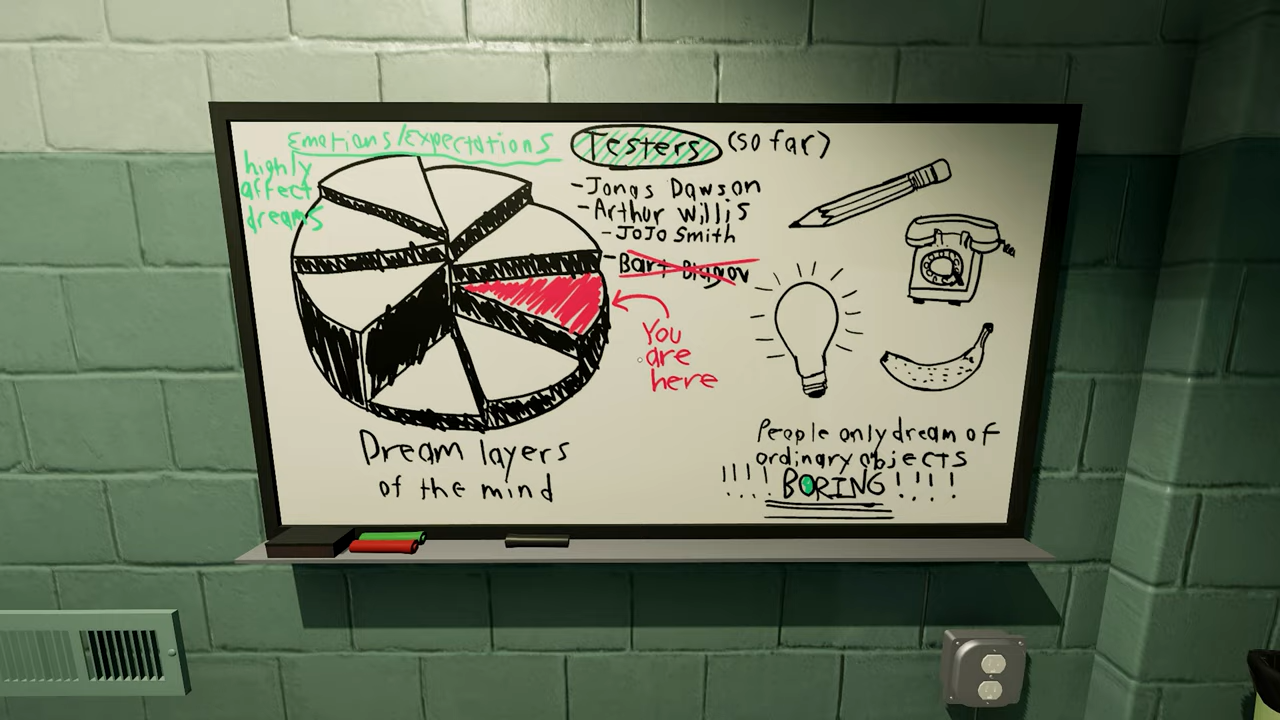 Emotions/Expectations
highly
affect
dreams
Testers (so far)
-Jonas Dawson
-Arthur Willis
-JoJo Smith
-Bart
You
are
here
Dream layers
of the mind
People only dream of
ordinary objects
!!!! BORING !!!!